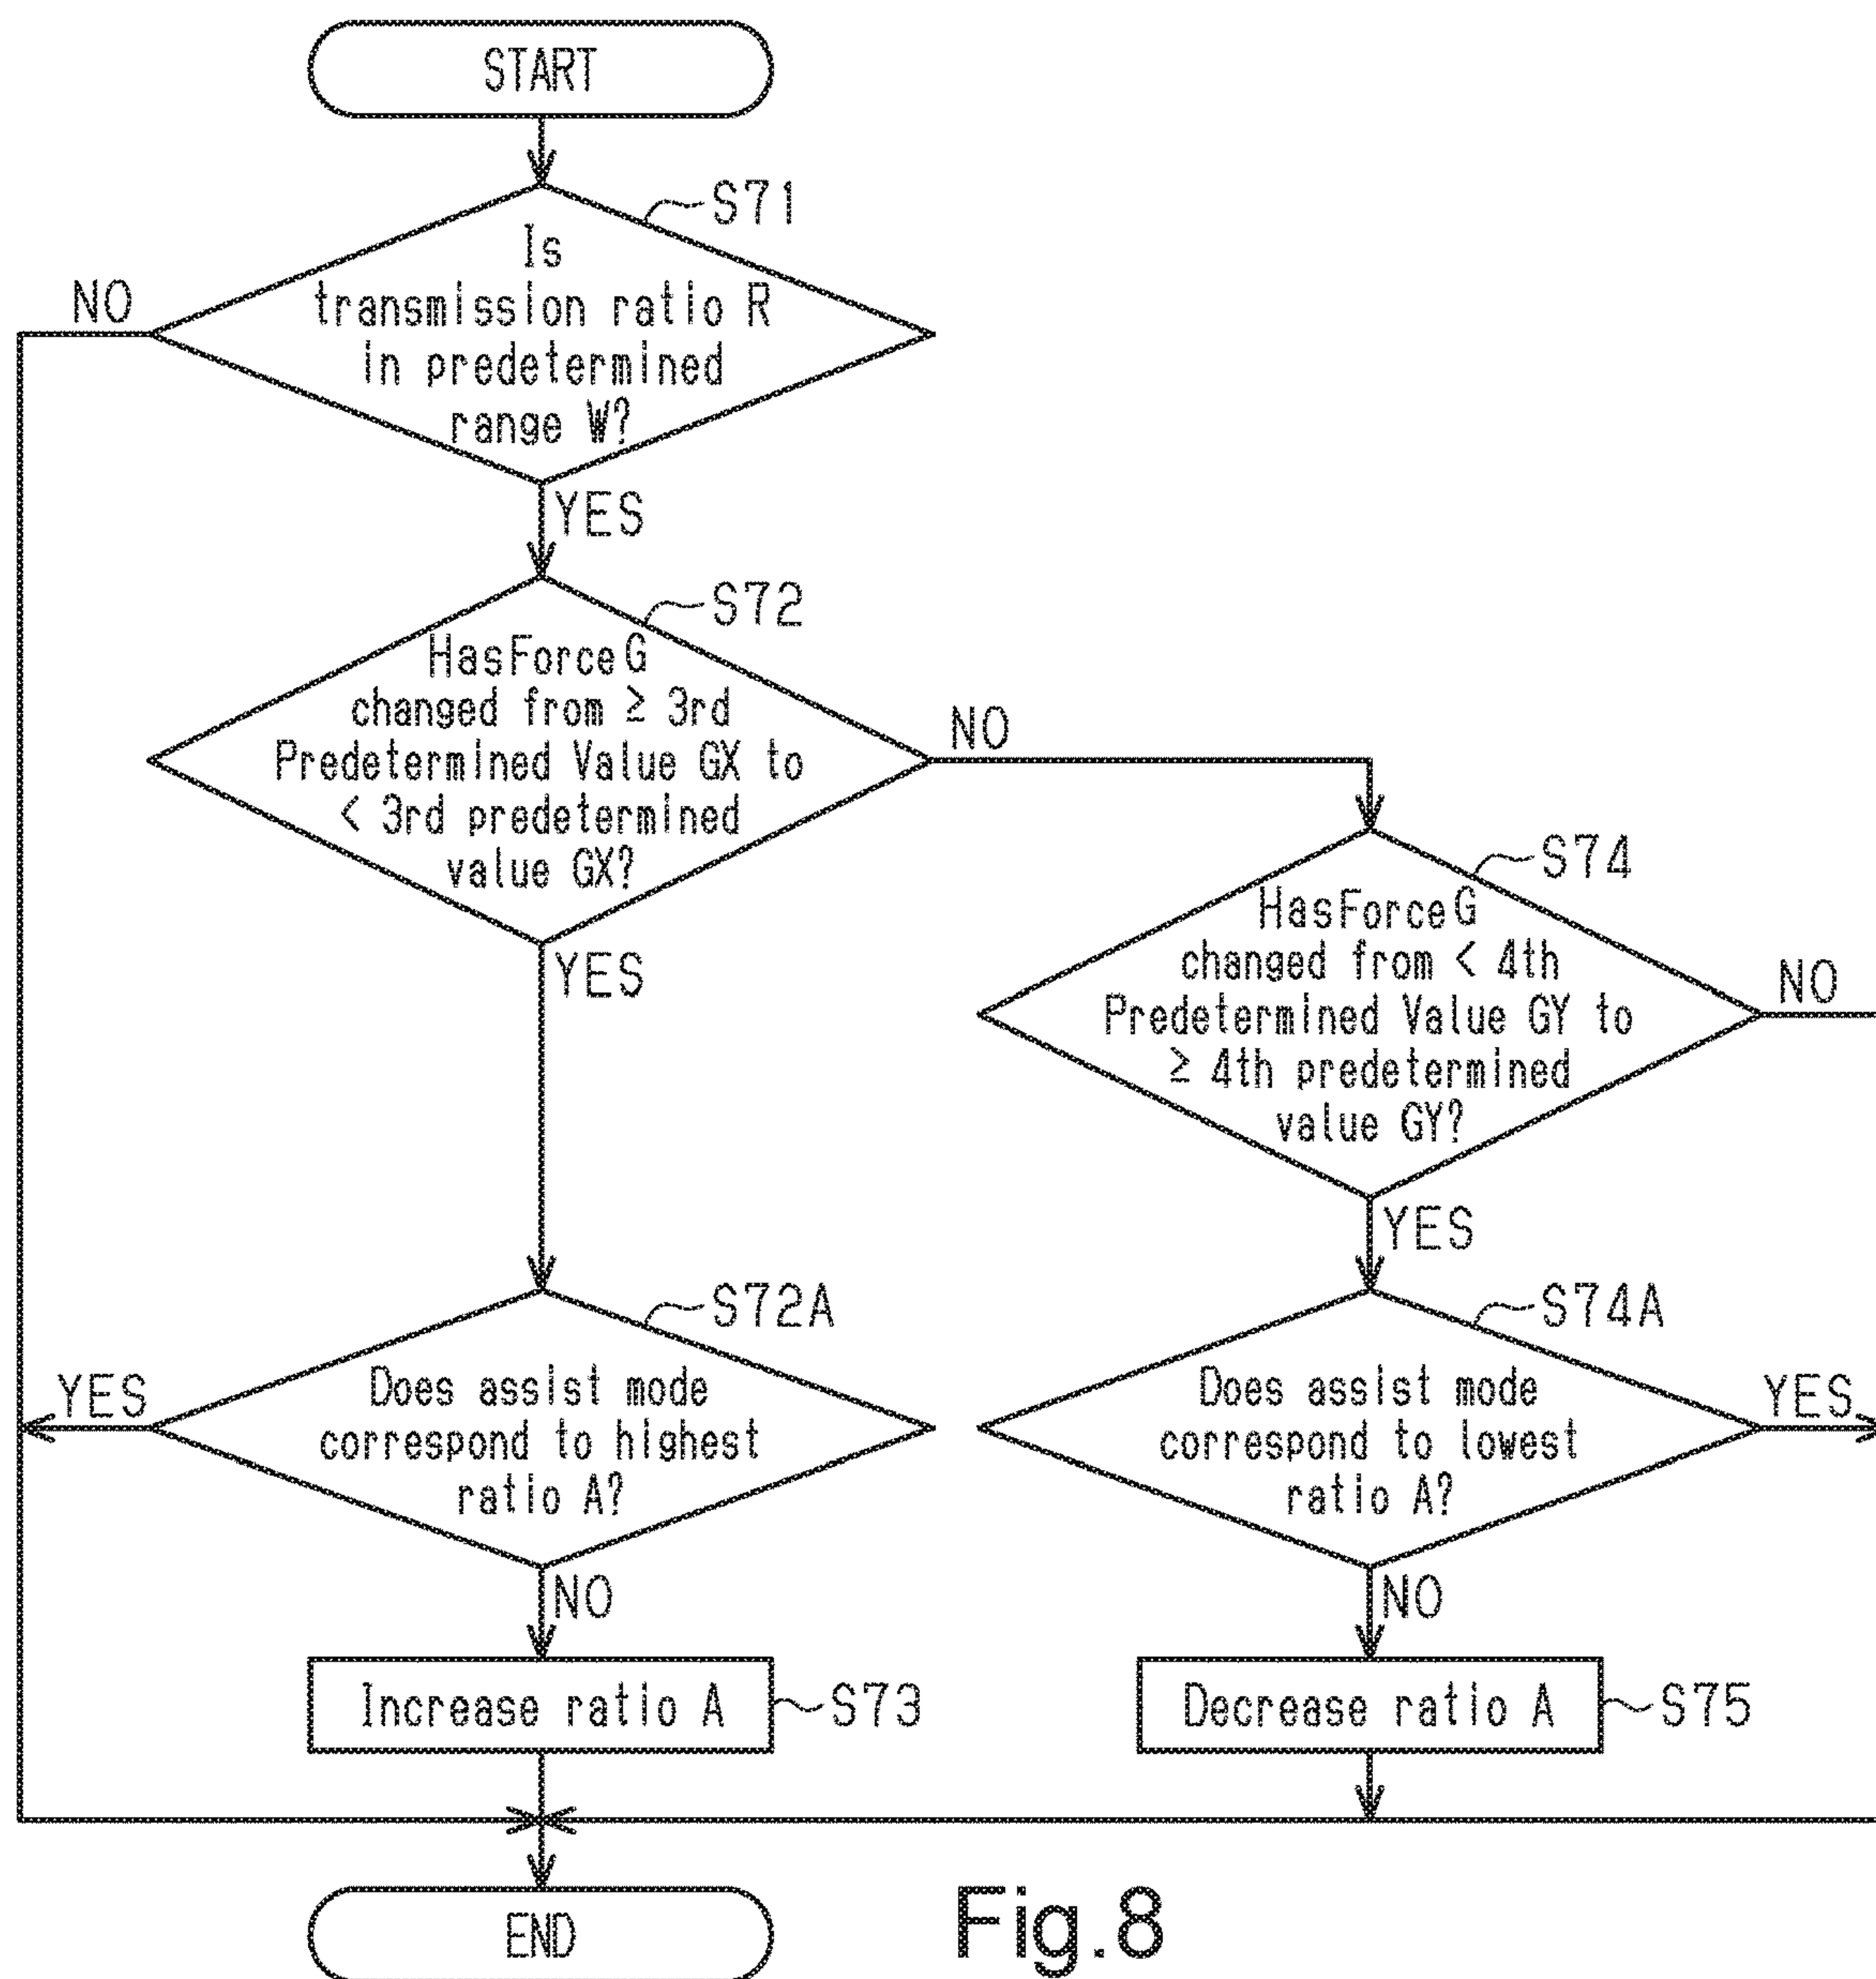 START
S71
Is
transmission ratio R
in predetermined
range W?
NO
YES
S72
HasForceG
changed from ≥ 3rd
Predetermined Value GX to
< 3rd predetermined
value GX?
NO
YES
S74
HasForceG
changed from < 4th
Predetermined Value GY to
≥ 4th predetermined
value GY?
NO
YES
S72A
Does assist mode
correspond to highest
ratio A?
YES
NO
S74A
Does assist mode
correspond to lowest
ratio A?
YES
NO
Increase ratio A
S73
Decrease ratio A
S75
END
Fig.8